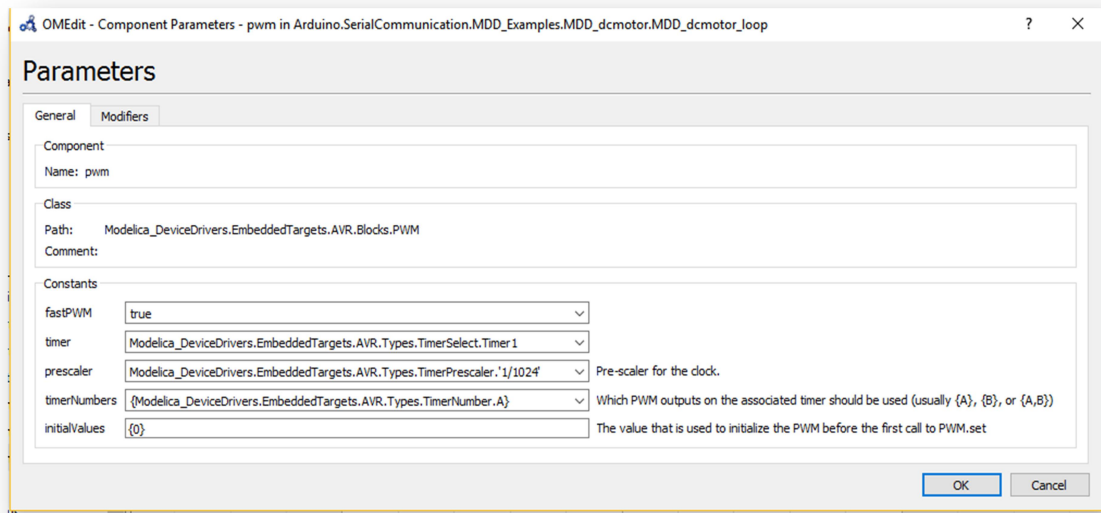 OMEdit - Component Parameters - pwm in Arduino.SerialCommunication.MDD_Examples.MDD_dcmotor.MDD_dcmotor_loop
?
Parameters
General Modifiers
Component
Name: pwm
Class
Path: Modelica_DeviceDrivers.EmbeddedTargets.AVR.Blocks.PWM
Comment:
Constants
fastPWM true
timer Modelica_DeviceDrivers.EmbeddedTargets.AVR.Types.TimerSelect.Timer1
prescaler Modelica_DeviceDrivers.EmbeddedTargets.AVR.Types.TimerPrescaler.'1/1024' Pre-scaler for the clock.
timerNumbers {Modelica_DeviceDrivers.EmbeddedTargets.AVR.Types.TimerNumber.A} Which PWM outputs on the associated timer should be used (usually {A}, {B}, or {A,B})
initialValues {0} The value that is used to initialize the PWM before the first call to PWM.set
OK Cancel